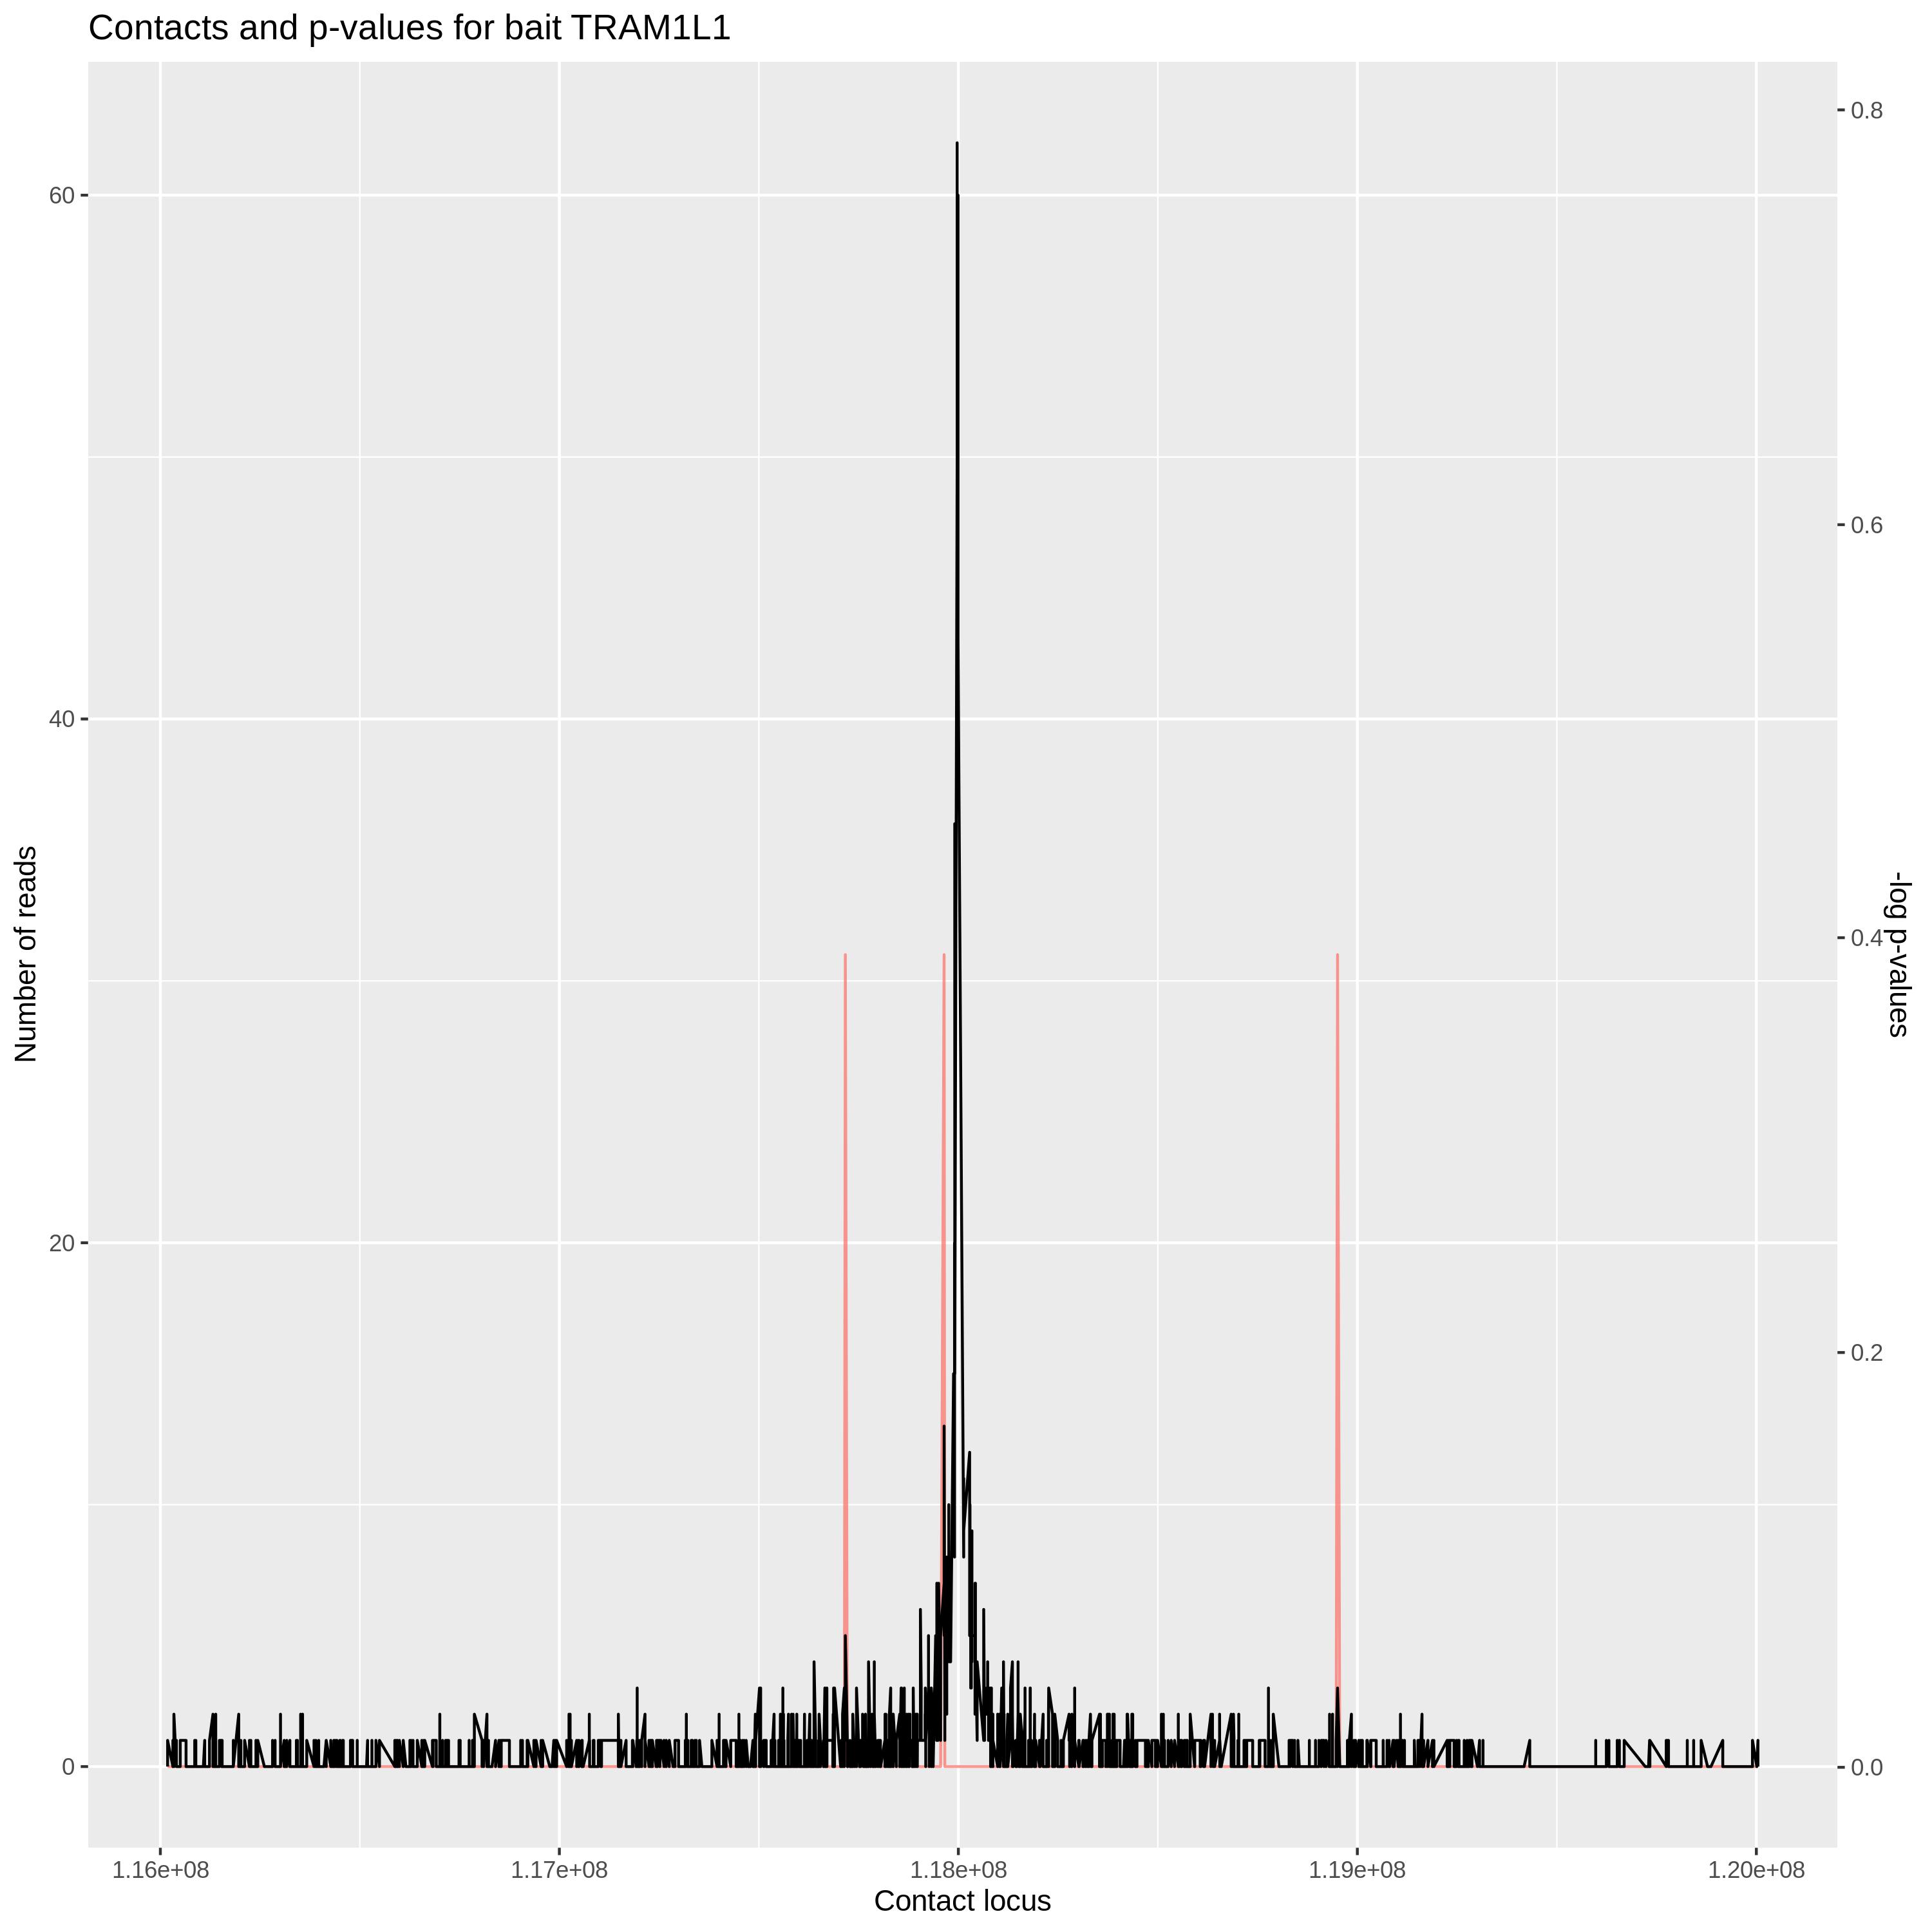 Contacts and p-values for bait TRAM1L1
Number of reads
60
40
20
0
0.8
0.6
0.4
0.2
0.0
-log p-values
1.16e+08
1.17e+08
1.18e+08
1.19e+08
1.20e+08
Contact locus